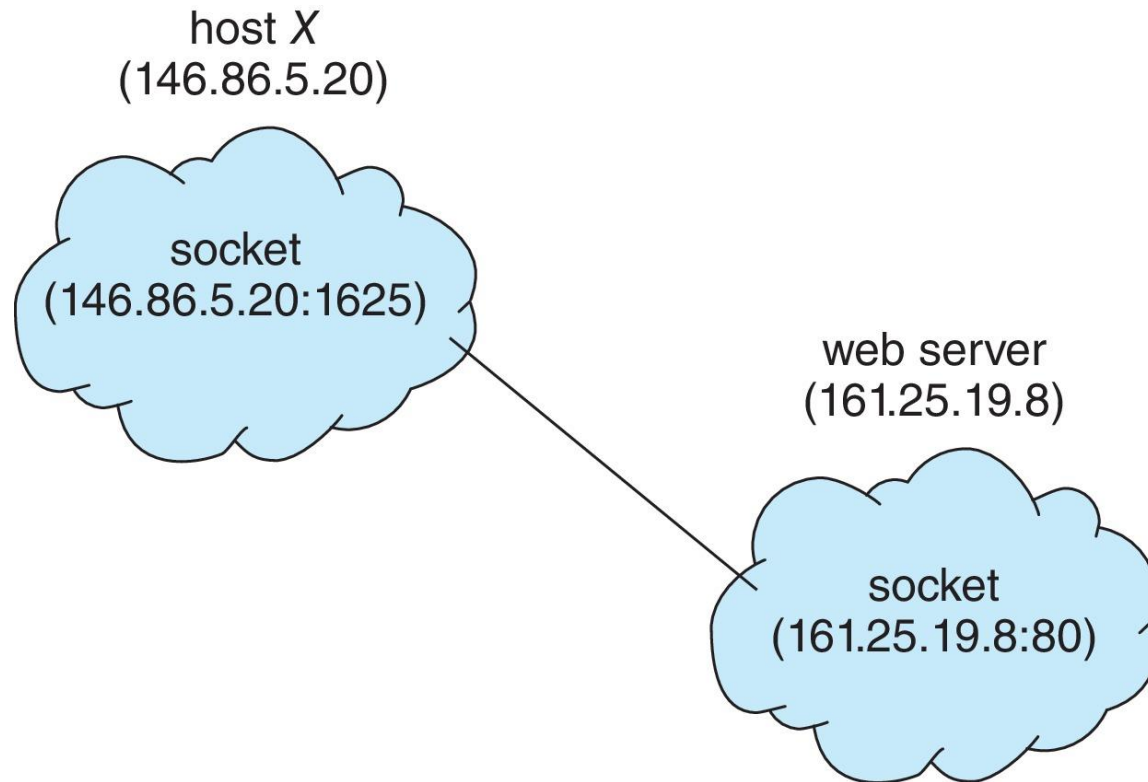 host X
(146.86.5.20)
socket
(146.86.5.20:1625)
web server
(161.25.19.8)
socket
(161.25.19.8:80)